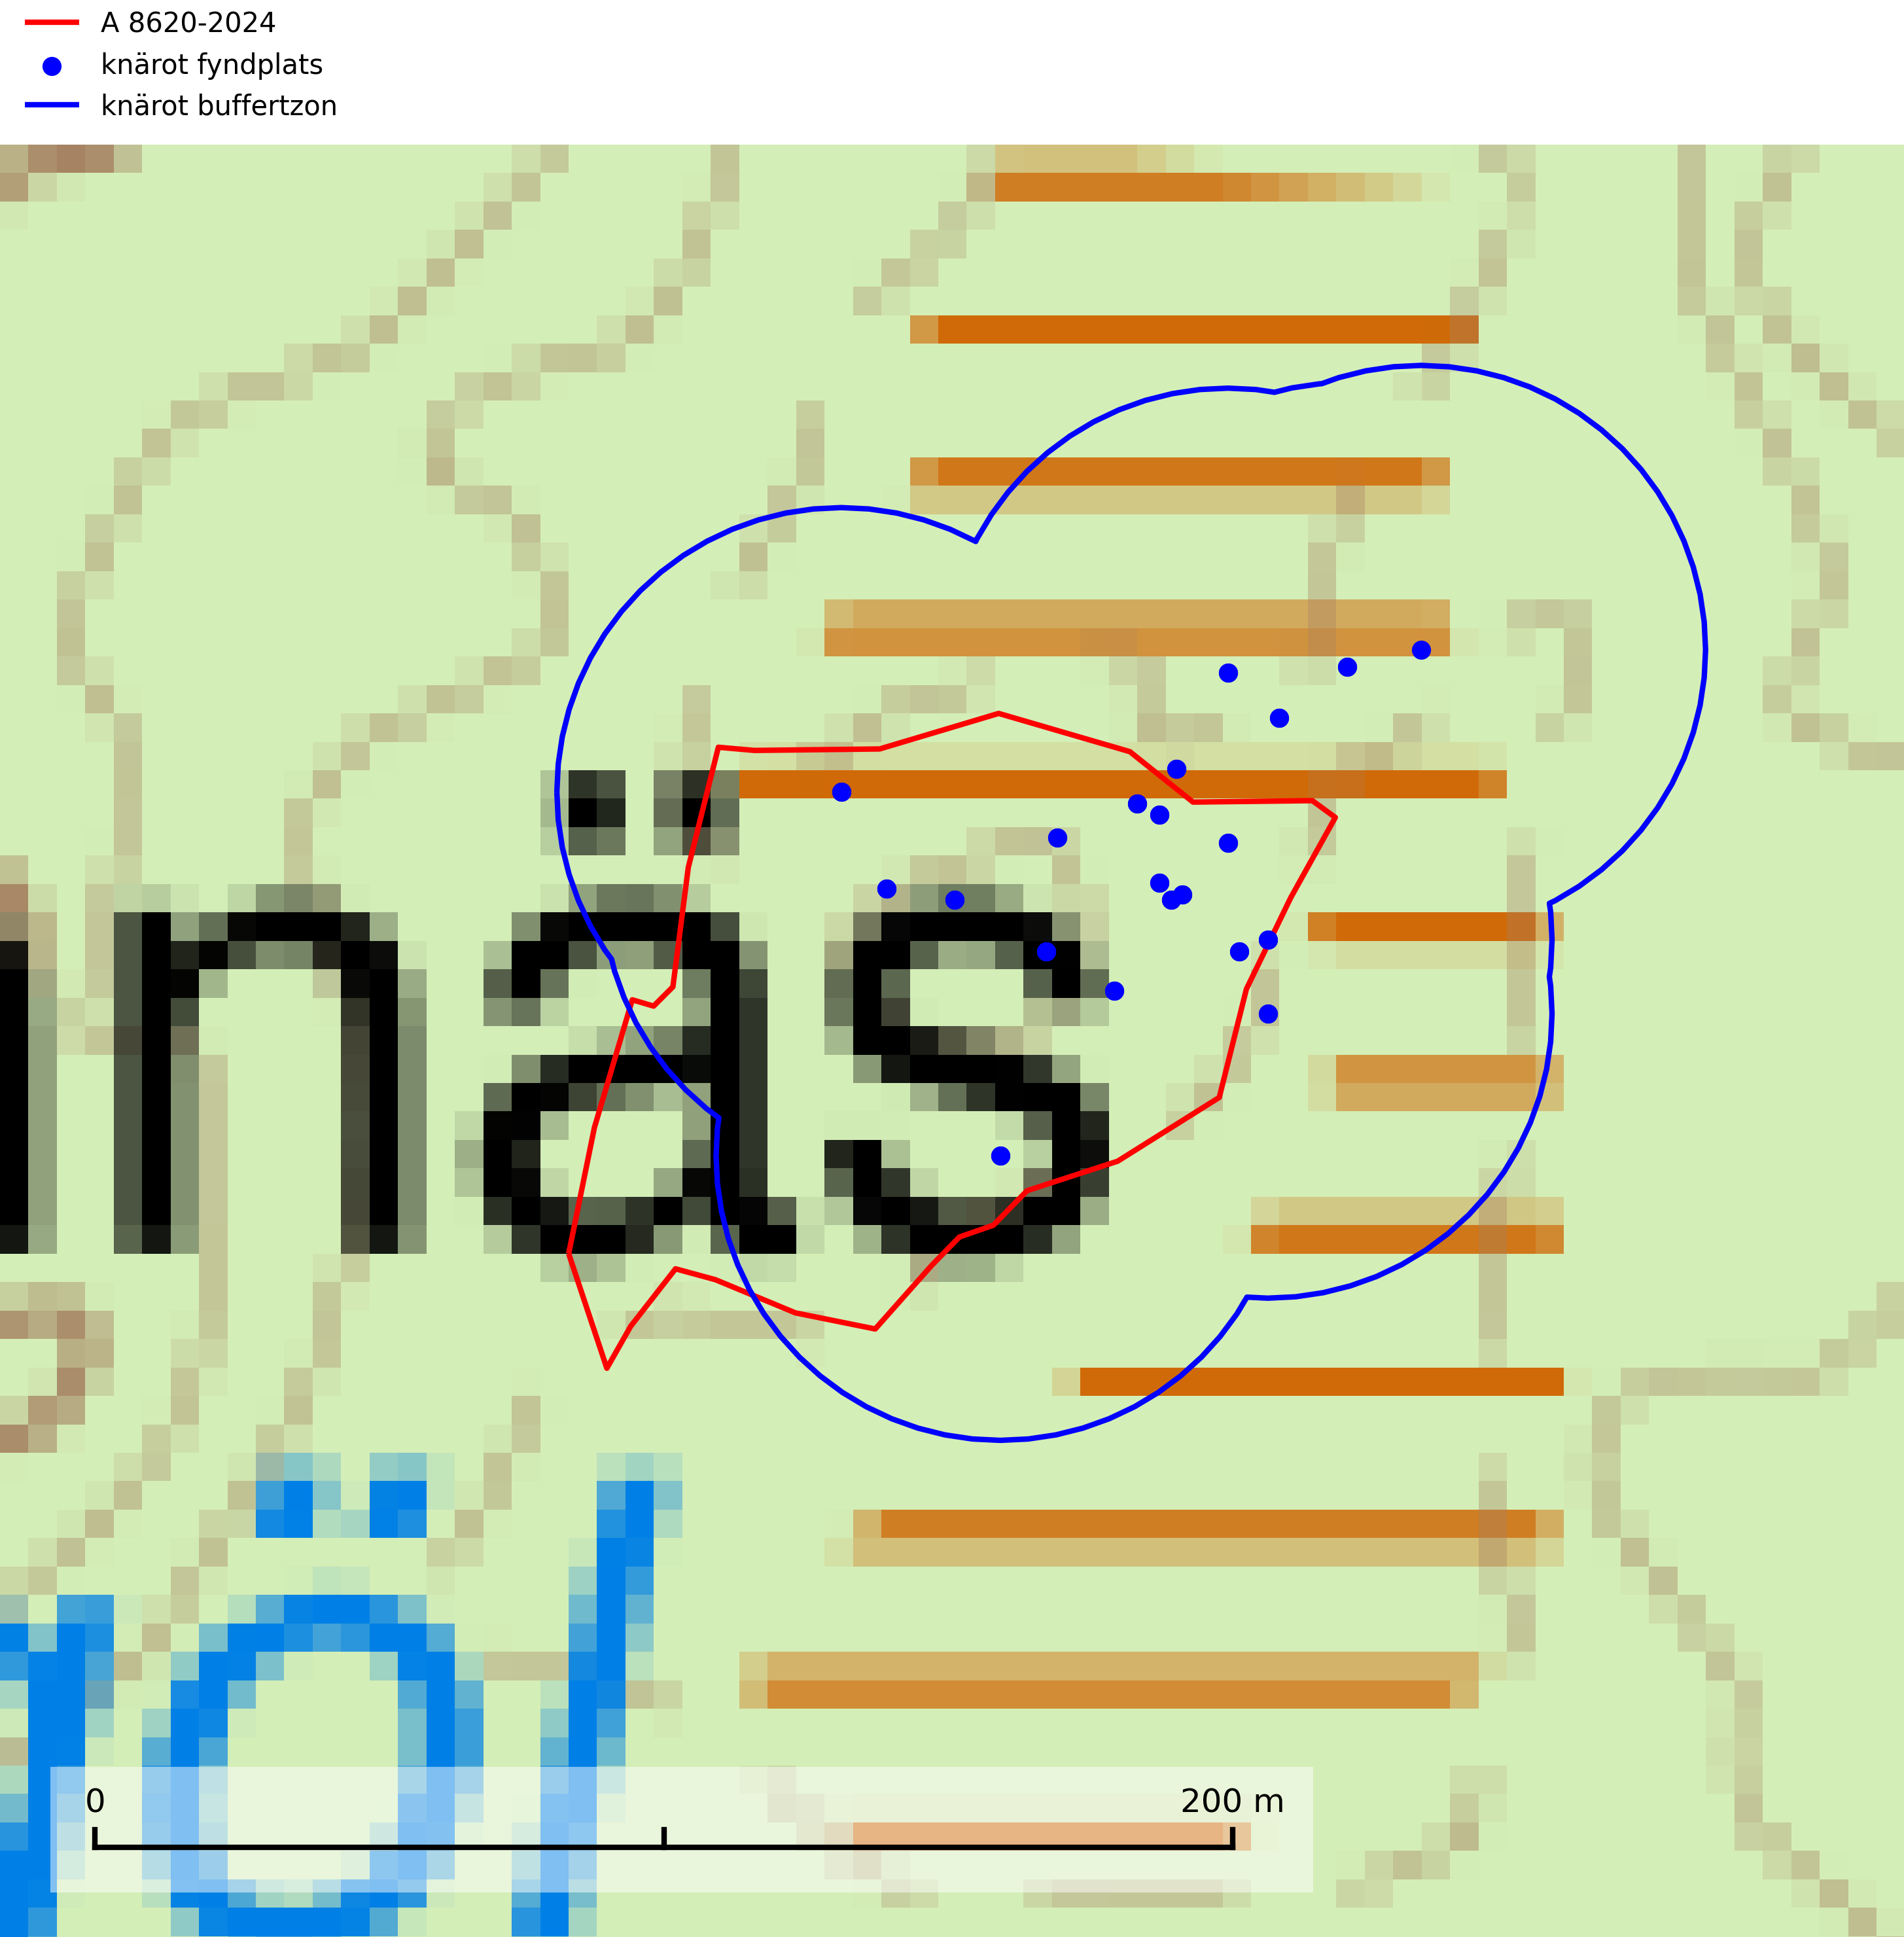 A 8620-2024
knärot fyndplats
knärot buffertzon
näs
0
200 m